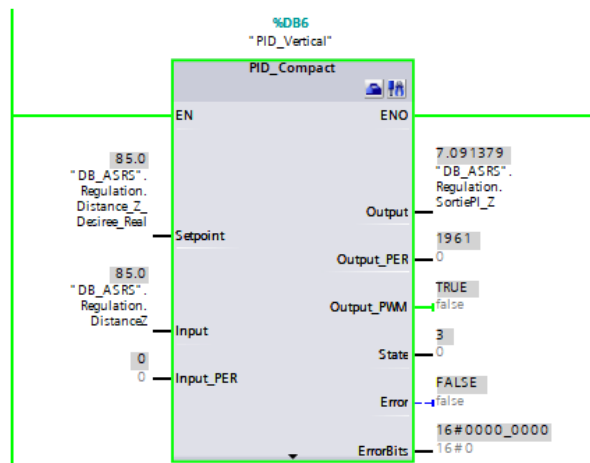 %DB6
"PID_Vertical"
PID_Compact
EN
ENO
85.0
"DB_ASRS".
Regulation.
Distance_Z_
Desiree_Real
Setpoint
85.0
"DB_ASRS".
Regulation.
DistanceZ
Input
0
0
Input_PER
7.091379
"DB_ASRS".
Regulation.
SortiePI_Z
Output
1961
Output_PER
0
TRUE
Output_PWM
false
3
State
0
FALSE
Error
false
16#0000_0000
ErrorBits
16#0